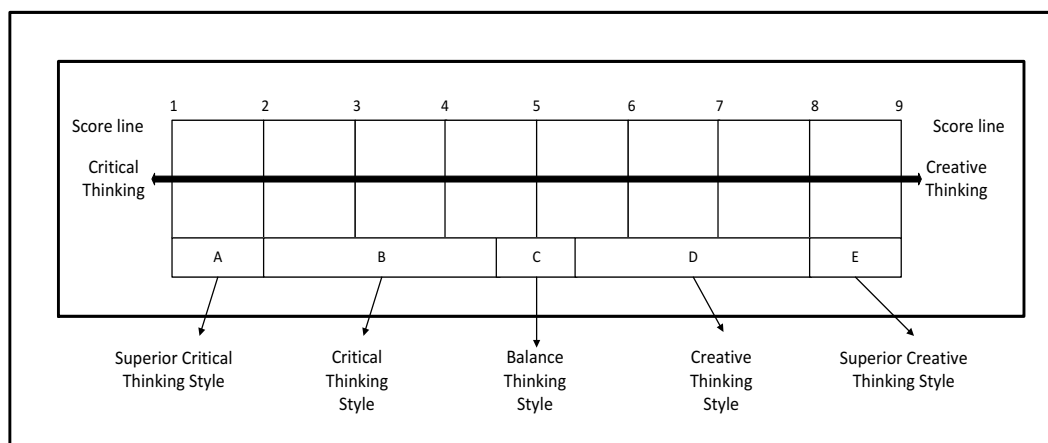 1 2 3 4 5 6 7 8 9
Score line Score line
Critical
Thinking
Creative
Thinking
A B C D E
Superior Critical
Thinking Style
Critical
Thinking
Style
Balance
Thinking
Style
Creative
Thinking
Style
Superior Creative
Thinking Style